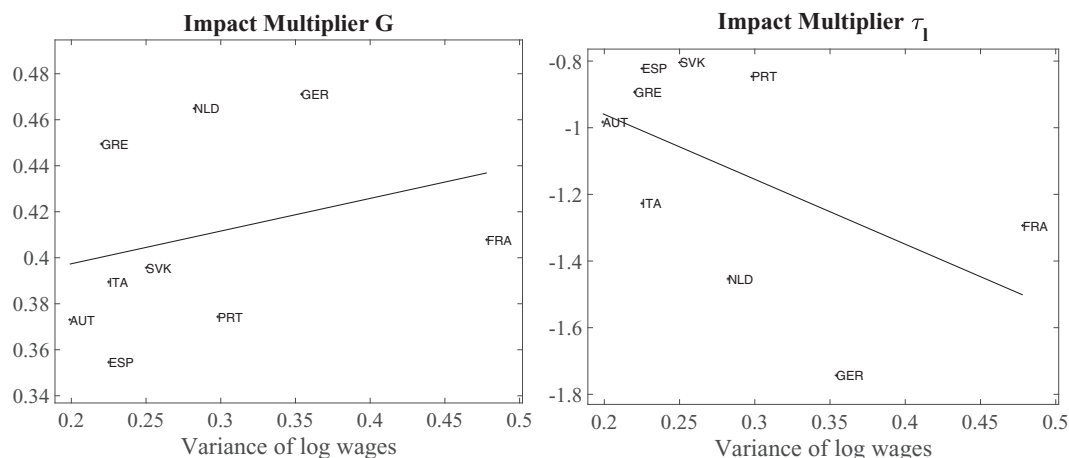 Impact Multiplier G
0.48
0.46
0.44
0.42
0.4
0.38
0.36
0.34
GER
NLD
GRE
FRA
SVK
ITA
PRT
AUT
ESP
0.2 0.25 0.3 0.35 0.4 0.45 0.5
Variance of log wages
Impact Multiplier τl
-0.8
-1
-1.2
-1.4
-1.6
-1.8
ESP
SVK
PRT
GRE
AUT
ITA
FRA
NLD
GER
0.2 0.25 0.3 0.35 0.4 0.45 0.5
Variance of log wages